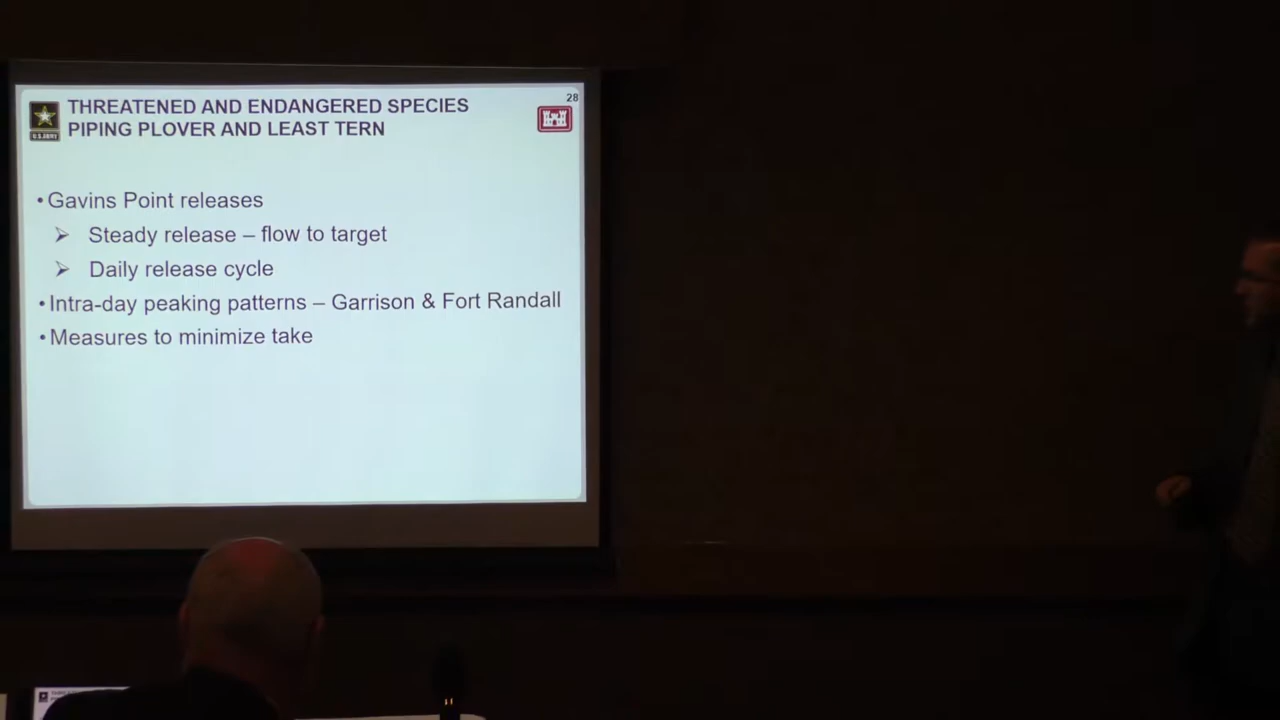 28
THREATENED AND ENDANGERED SPECIES
PIPING PLOVER AND LEAST TERN
U.S.ARMY
• Gavins Point releases
➢ Steady release – flow to target
➢ Daily release cycle
• Intra-day peaking patterns – Garrison & Fort Randall
• Measures to minimize take